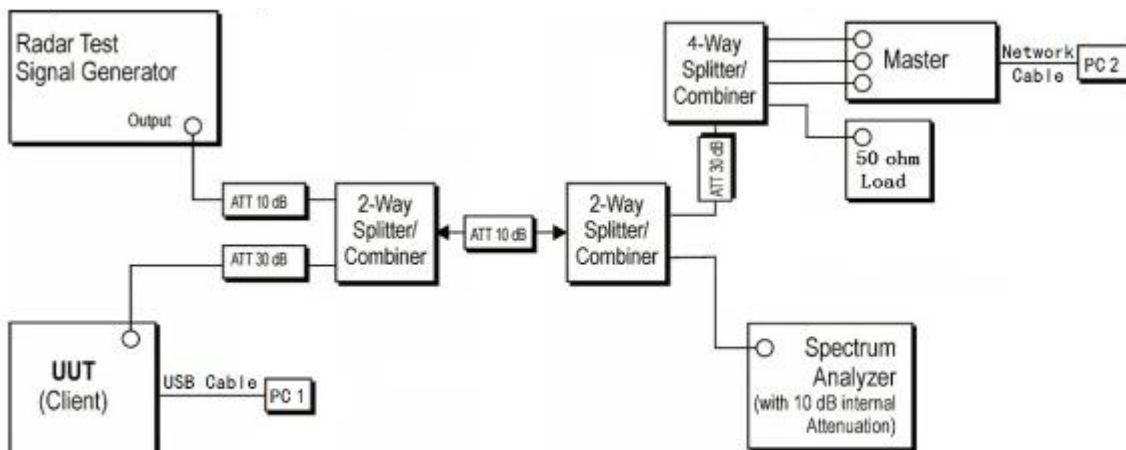 Radar Test
Signal Generator
Output
ATT 10 dB
ATT 30 dB
2-Way
Splitter/
Combiner
ATT 10 dB
2-Way
Splitter/
Combiner
4-Way
Splitter/
Combiner
ATT 30 dB
Master
Network
Cable
PC 2
50 ohm
Load
UUT
(Client)
USB Cable
PC 1
Spectrum
Analyzer
(with 10 dB internal
Attenuation)